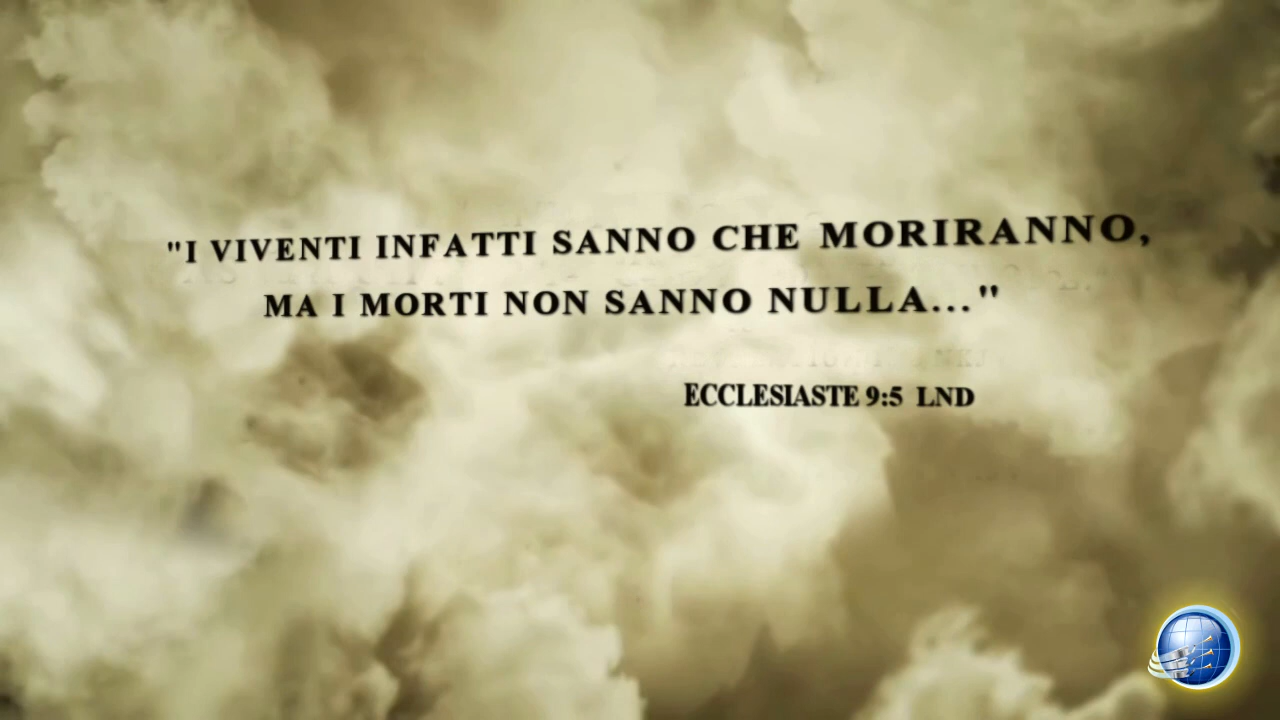 "I VIVENTI INFATTI SANNO CHE MORIRANNO,
MA I MORTI NON SANNO NULLA..."
ECCLESIASTE 9:5 LND